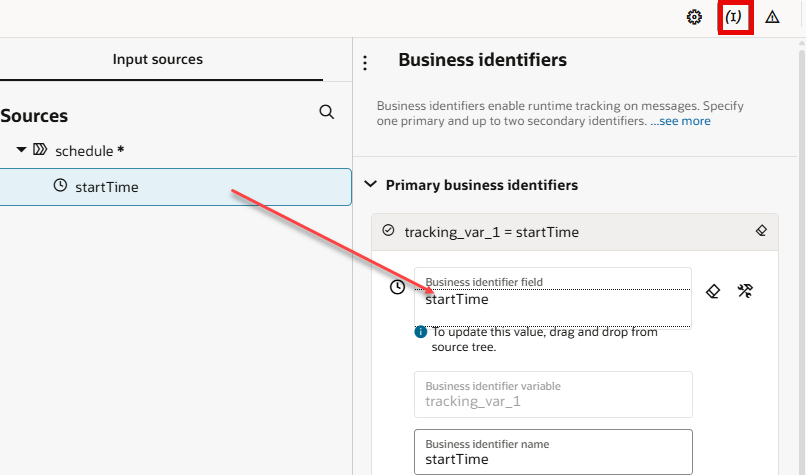 (I)
Input sources
Business identifiers
Business identifiers enable runtime tracking on messages. Specify
one primary and up to two secondary identifiers. ...see more
Sources
schedule *
startTime
Primary business identifiers
tracking_var_1 = startTime
Business identifier field
startTime
To update this value, drag and drop from
source tree.
Business identifier variable
tracking_var_1
Business identifier name
startTime